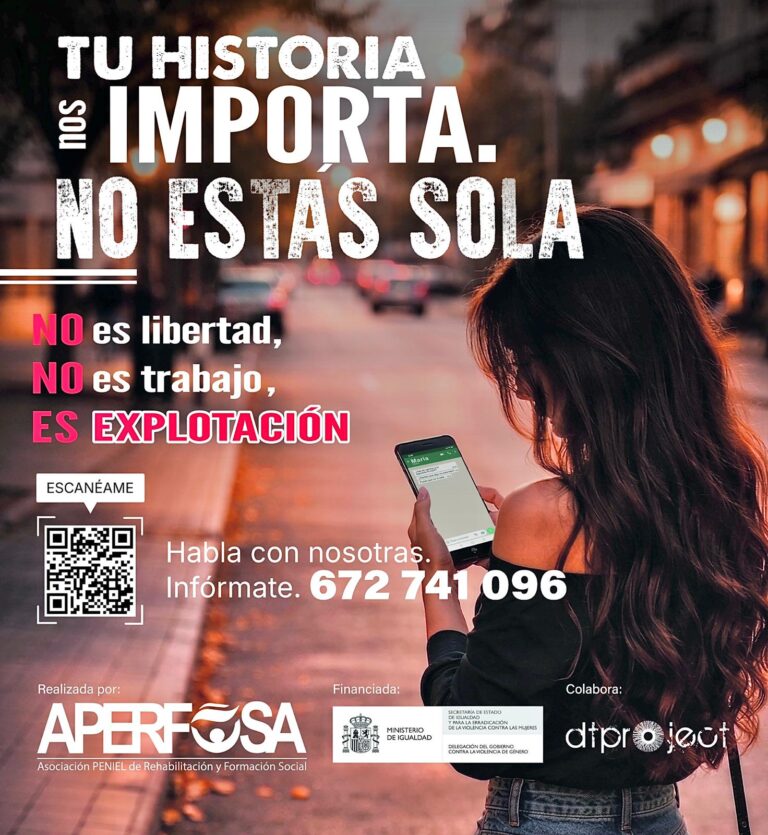 TU HISTORIA
nos IMPORTA.
NO ESTÁS SOLA
NO es libertad,
NO es trabajo,
ES EXPLOTACIÓN
ESCANÉAME
María
Habla con nosotras.
Infórmate. 672 741 096
Realizada por:
APERFOSA
Asociación PENIEL de Rehabilitación y Formación Social
Financiada:
MINISTERIO
DE IGUALDAD
SECRETARÍA DE ESTADO
DE IGUALDAD
Y PARA LA ERRADICACIÓN
DE LA VIOLENCIA CONTRA LAS MUJERES
DELEGACIÓN DEL GOBIERNO
CONTRA LA VIOLENCIA DE GÉNERO
Colabora:
dtproject